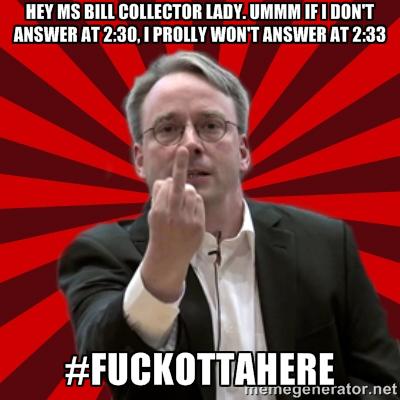 HEY MS BILL COLLECTOR LADY. UMMM IF I DON'T
ANSWER AT 2:30, I PROLLY WON'T ANSWER AT 2:33
#FUCKOTTAHERE
memegenerator.net